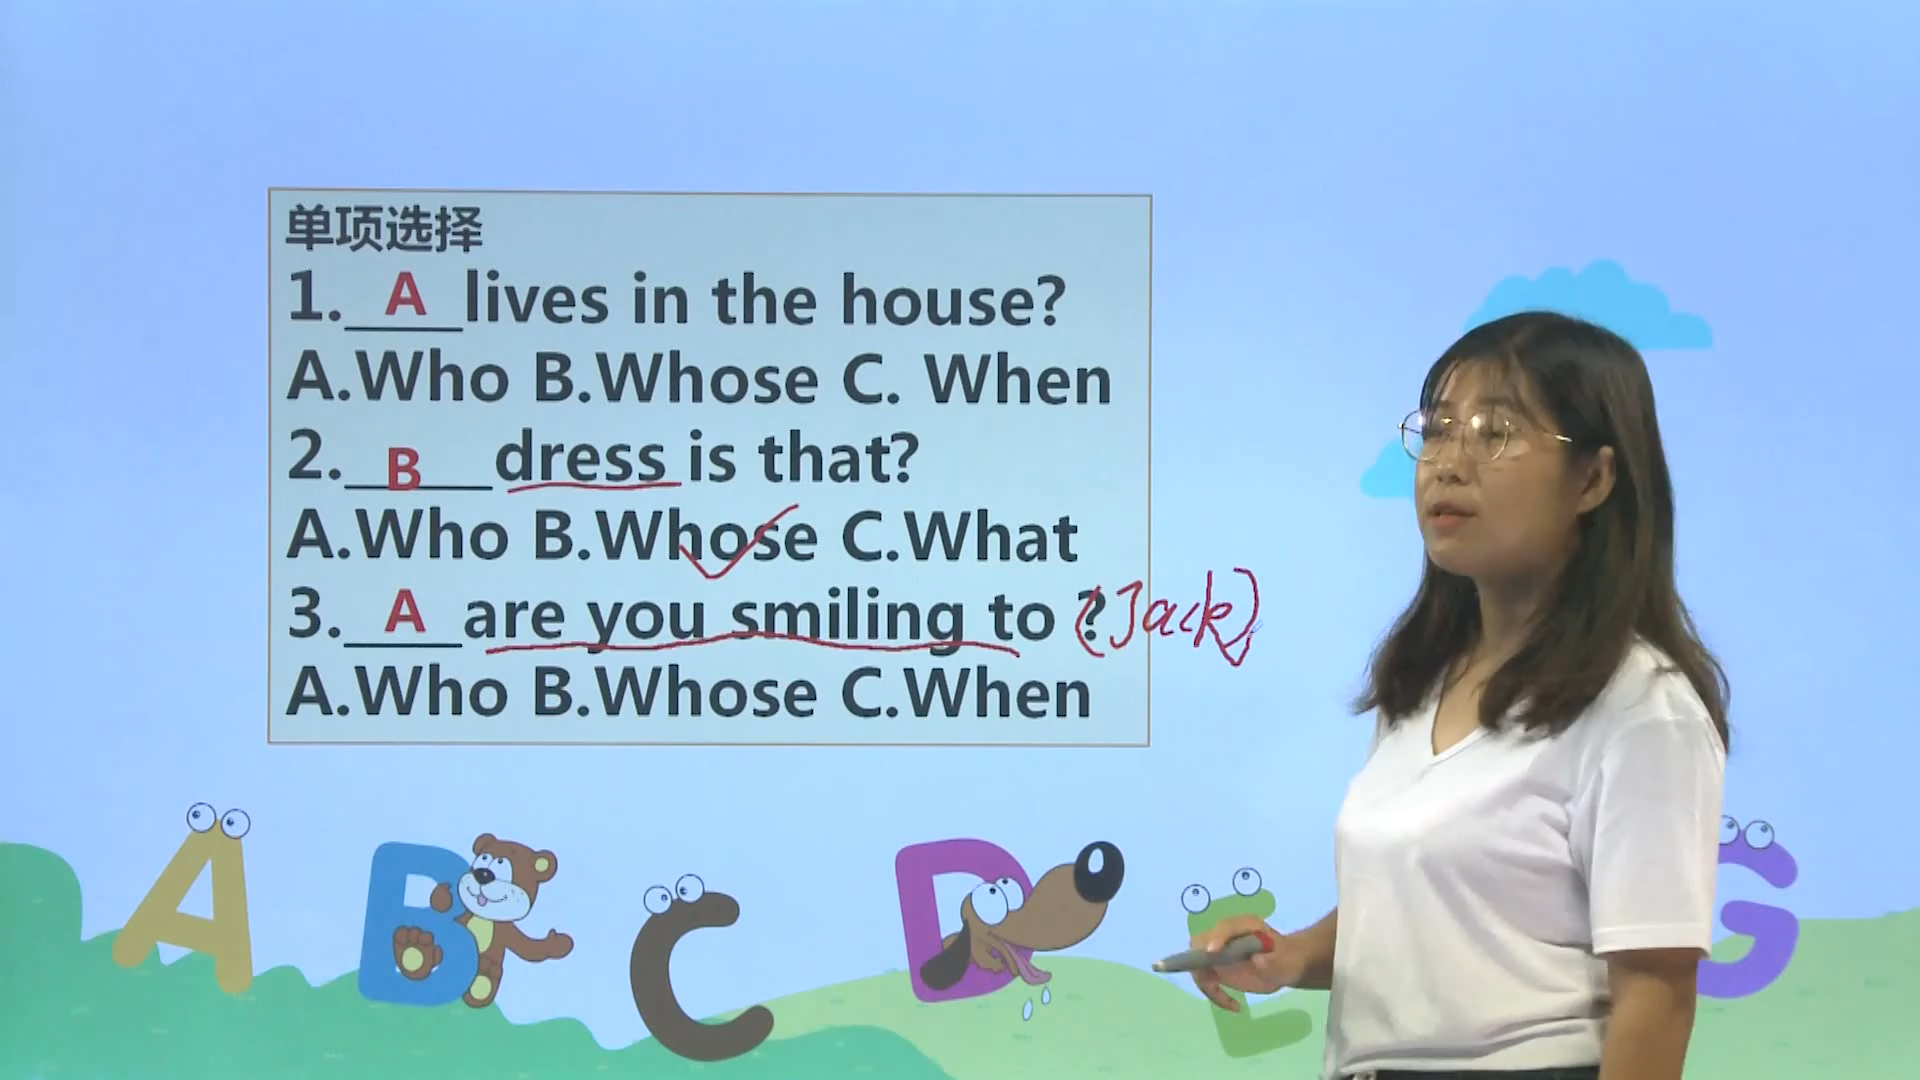 单项选择
1. A lives in the house?
A.Who B.Whose C. When
2. B dress is that?
A.Who B.Whose C.What
3. A are you smiling to ? (Jack)
A.Who B.Whose C.When
A B C D E G